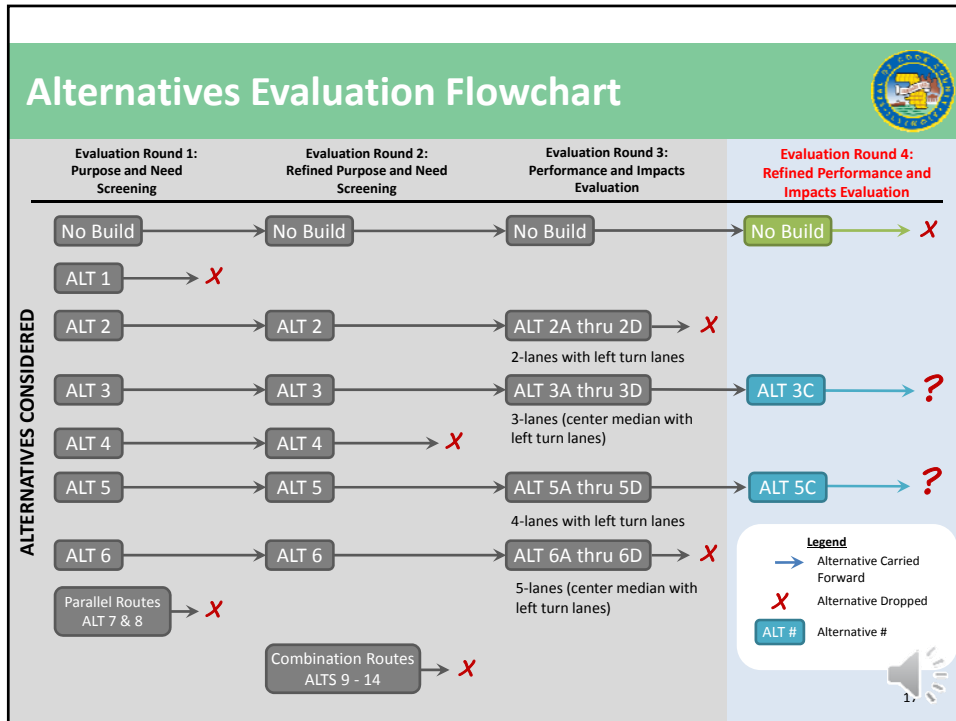 Alternatives Evaluation Flowchart
Evaluation Round 1:
Purpose and Need
Screening
Evaluation Round 2:
Refined Purpose and Need
Screening
Evaluation Round 3:
Performance and Impacts
Evaluation
Evaluation Round 4:
Refined Performance and
Impacts Evaluation
ALTERNATIVES CONSIDERED
No Build
No Build
No Build
No Build
X
ALT 1
X
ALT 2
ALT 2
ALT 2A thru 2D
X
2-lanes with left turn lanes
ALT 3
ALT 3
ALT 3A thru 3D
ALT 3C
?
3-lanes (center median with
left turn lanes)
ALT 4
ALT 4
X
ALT 5
ALT 5
ALT 5A thru 5D
ALT 5C
?
4-lanes with left turn lanes
ALT 6
ALT 6
ALT 6A thru 6D
X
5-lanes (center median with
left turn lanes)
Parallel Routes
ALT 7 & 8
X
Combination Routes
ALTS 9 - 14
X
Legend
Alternative Carried
Forward
X
Alternative Dropped
ALT #
Alternative #
17